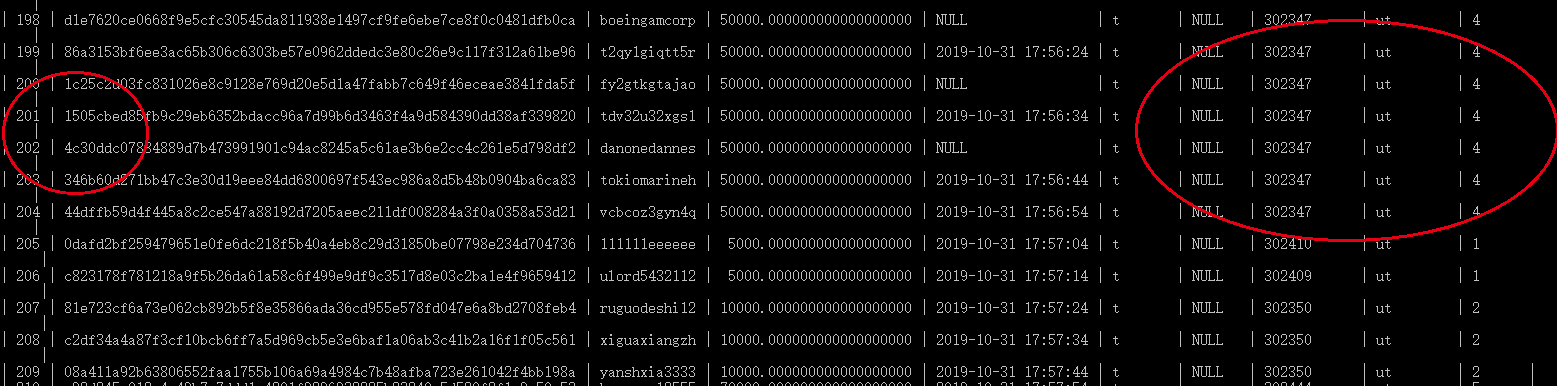 | 198 | d1e7620ce0668f9e5cfc30545da811938e1497cf9fe6ebe7ce8f0c0481dfb0ca | boeingamcorp | 50000.000000000000000000 | NULL | t | NULL | 302347 | ut | 4
| 199 | 86a3153bf6ee3ac65b306c6303be57e0962ddedc3e80c26e9c117f312a61be96 | t2qylgiqtt5r | 50000.000000000000000000 | 2019-10-31 17:56:24 | t | NULL | 302347 | ut | 4
| 200 | 1c25c2d03fc831026e8c9128e769d20e5d1a47fabb7c649f46eceae3841fda5f | fy2gtkgtajao | 50000.000000000000000000 | NULL | t | NULL | 302347 | ut | 4
| 201 | 1505cbed85fb9c29eb6352bdacc96a7d99b6d3463f4a9d584390dd38af339820 | tdv32u32xgsl | 50000.000000000000000000 | 2019-10-31 17:56:34 | t | NULL | 302347 | ut | 4
| 202 | danonedannes | 50000.000000000000000000 | NULL | t | NULL | 302347 | ut | 4
| 203 | 346b60d271bb47c3e30d19eee84dd6800697f543ec986a8d5b48b0904ba6ca83 | tokiomarineh | 50000.000000000000000000 | 2019-10-31 17:56:44 | t | NULL | 302347 | ut | 4
| 204 | 44dffb59d4f445a8c2ce547a88192d7205aeec211df008284a3f0a0358a53d21 | vcbcoz3gyn4q | 50000.000000000000000000 | 2019-10-31 17:56:54 | t | NULL | 302347 | ut | 4
| 205 | 0dafd2bf259479651e0fe6dc218f5b40a4eb8c29d31850be07798e234d704736 | 111111eeeeee | 5000.000000000000000000 | 2019-10-31 17:57:04 | t | NULL | 302410 | ut | 1
| 206 | c823178f781218a9f5b26da61a58c6f499e9df9c3517d8e03c2ba1e4f9659412 | ulord5432112 | 5000.000000000000000000 | 2019-10-31 17:57:14 | t | NULL | 302409 | ut | 1
| 207 | 81e723cf6a73e062cb892b5f8e35866ada36cd955e578fd047e6a8bd2708feb4 | ruguodeshi12 | 10000.000000000000000000 | 2019-10-31 17:57:24 | t | NULL | 302350 | ut | 2
| 208 | c2df34a4a87f3cf10bcb6ff7a5d969cb5e3e6baf1a06ab3c41b2a16f1f05c561 | xiguaxiangzh | 10000.000000000000000000 | 2019-10-31 17:57:34 | t | NULL | 302350 | ut | 2
| 209 | 08a411a92b63806552faa1755b106a69a4984c7b48afba723e261042f4bb198a | yanshxia3333 | 10000.000000000000000000 | 2019-10-31 17:57:44 | t | NULL | 302350 | ut | 2